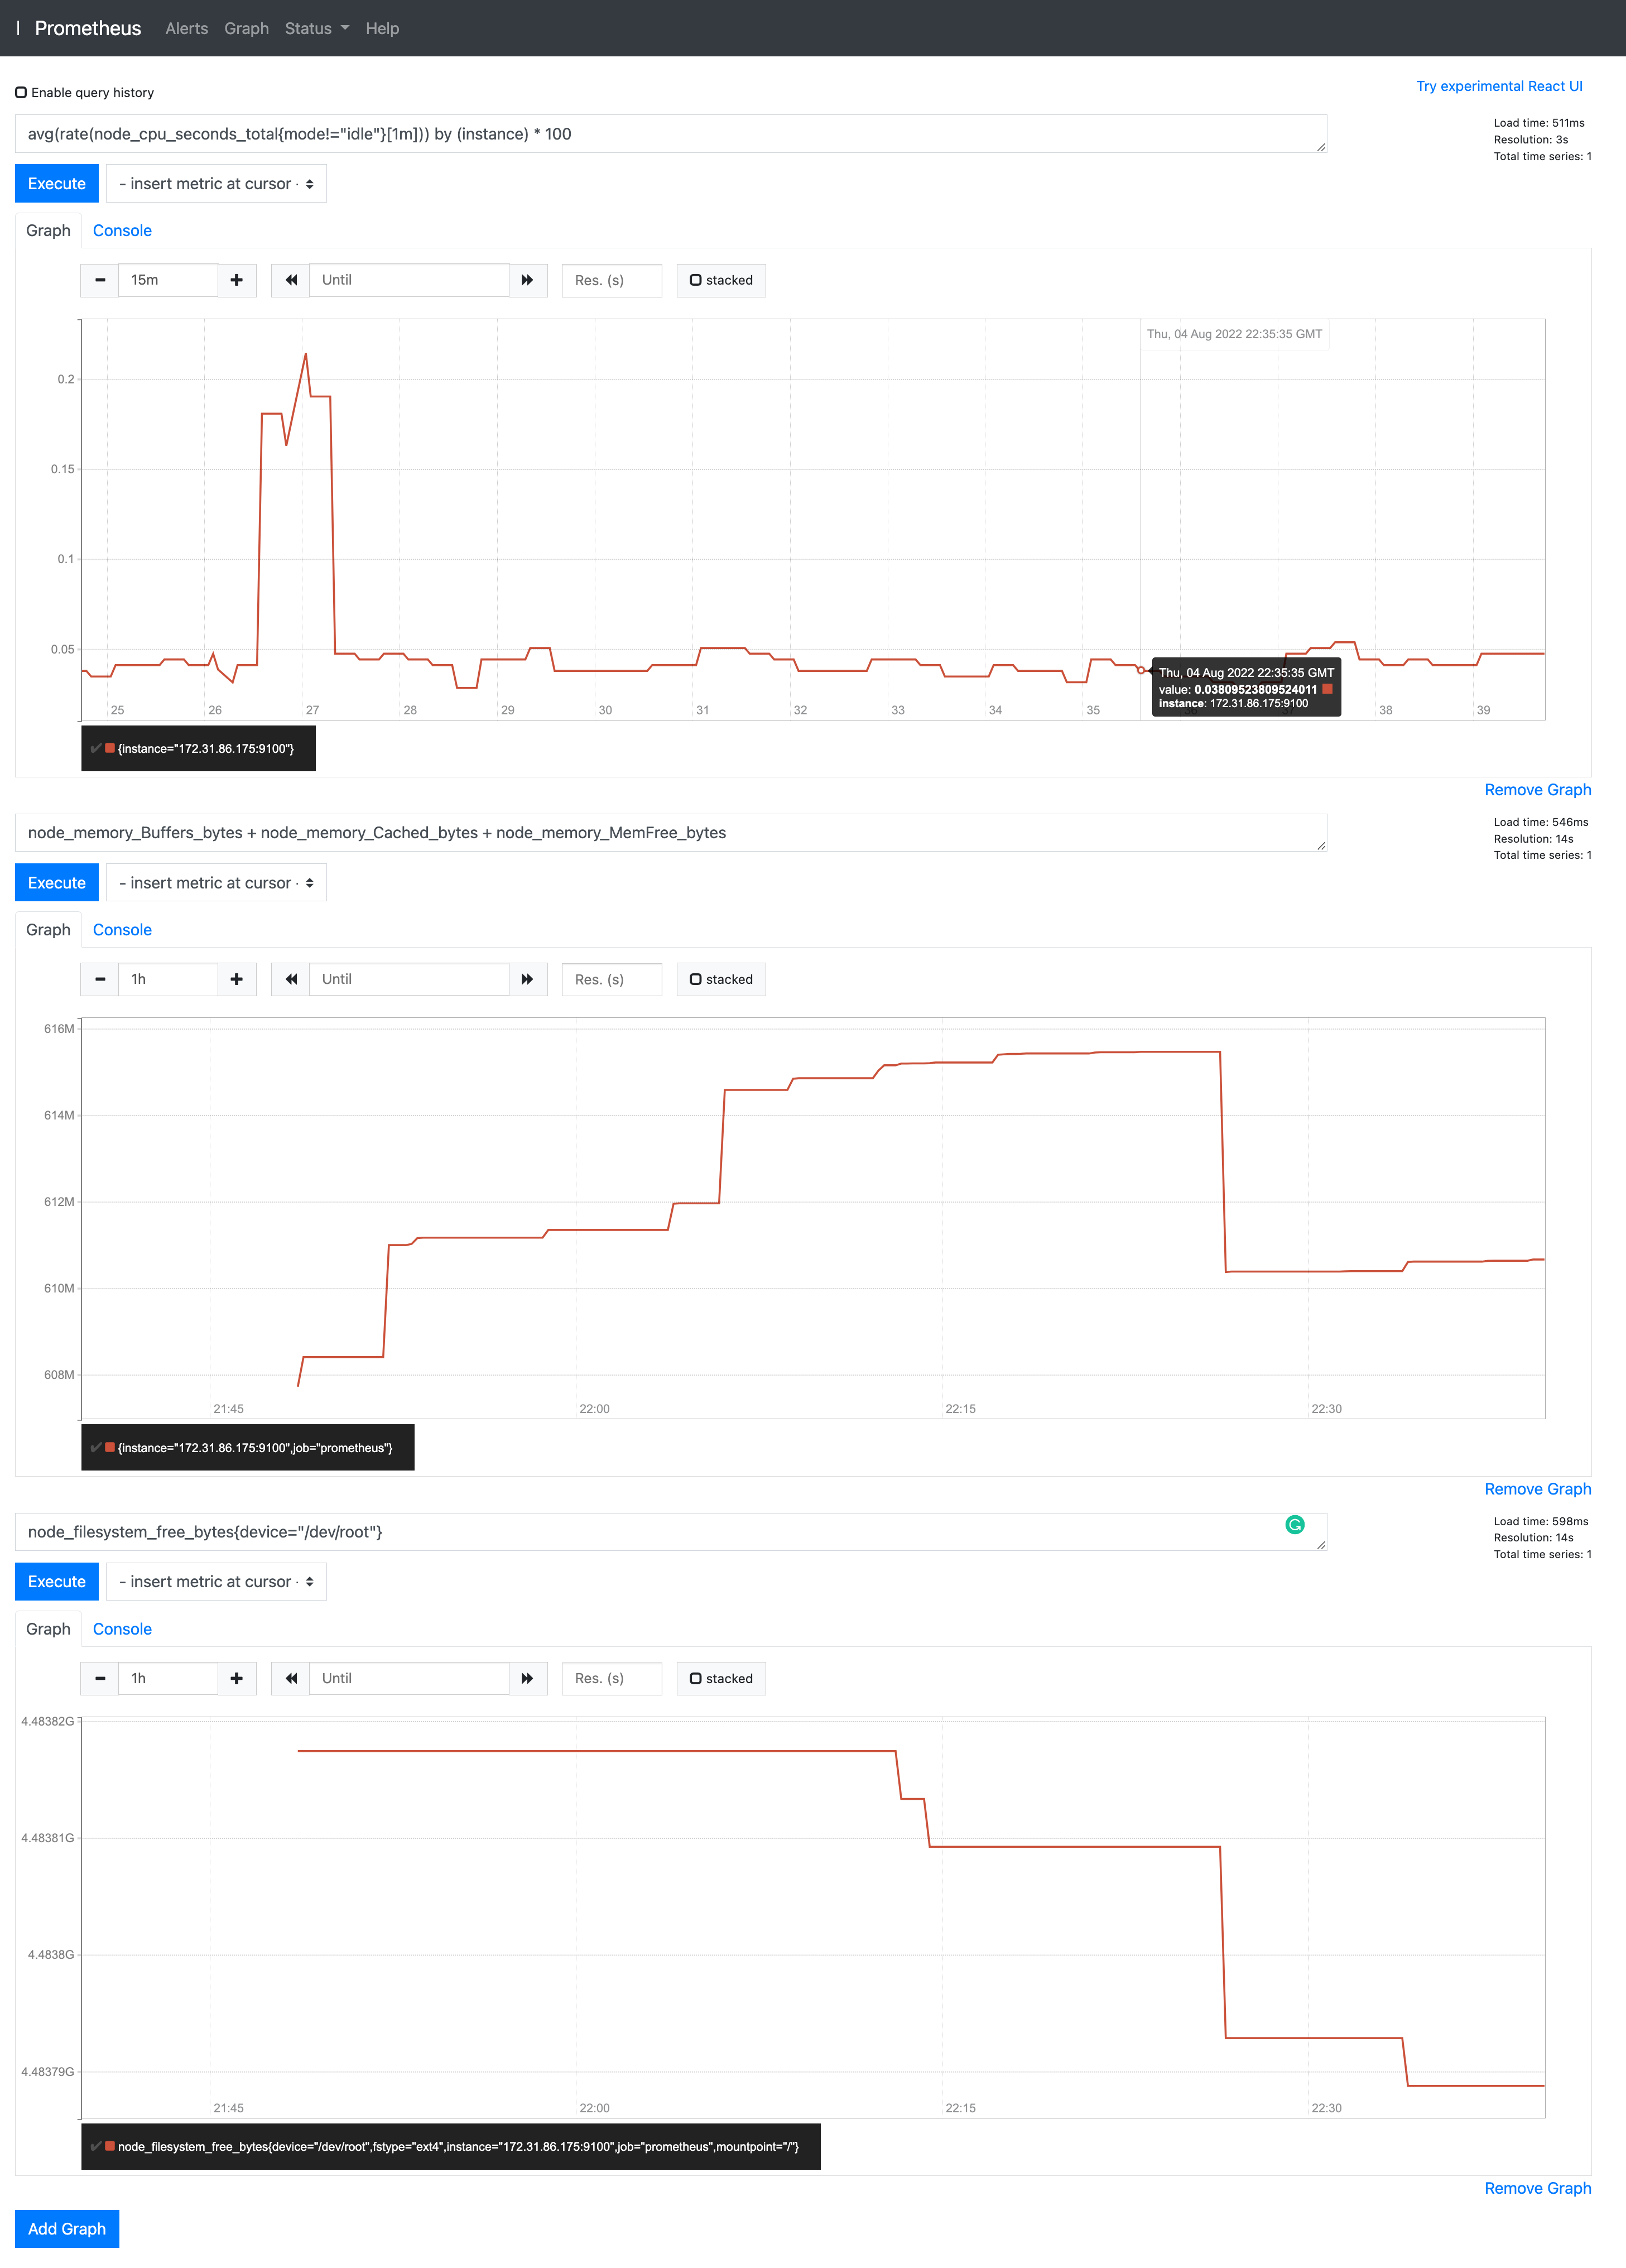 Prometheus Alerts Graph Status Help
Enable query history
Try experimental React UI
avg(rate(node_cpu_seconds_total{mode!="idle"}[1m])) by (instance) * 100
Load time: 511ms
Resolution: 3s
Total time series: 1
Execute
- insert metric at cursor -
Graph Console
15m Until Res. (s) stacked
Thu, 04 Aug 2022 22:35:35 GMT
0.2
0.15
0.1
0.05
Thu, 04 Aug 2022 22:35:35 GMT
value: 0.03809523809524011
instance: 172.31.86.175:9100
25 26 27 28 29 30 31 32 33 34 35 38 39
{instance="172.31.86.175:9100"}
Remove Graph
node_memory_Buffers_bytes + node_memory_Cached_bytes + node_memory_MemFree_bytes
Load time: 546ms
Resolution: 14s
Total time series: 1
Execute
- insert metric at cursor -
Graph Console
1h Until Res. (s) stacked
616M
614M
612M
610M
608M
21:45 22:00 22:15 22:30
{instance="172.31.86.175:9100",job="prometheus"}
Remove Graph
node_filesystem_free_bytes{device="/dev/root"}
Load time: 598ms
Resolution: 14s
Total time series: 1
Execute
- insert metric at cursor -
Graph Console
1h Until Res. (s) stacked
4.48382G
4.48381G
4.4838G
4.48379G
21:45 22:00 22:15 22:30
node_filesystem_free_bytes{device="/dev/root",fstype="ext4",instance="172.31.86.175:9100",job="prometheus",mountpoint="/"}
Remove Graph
Add Graph